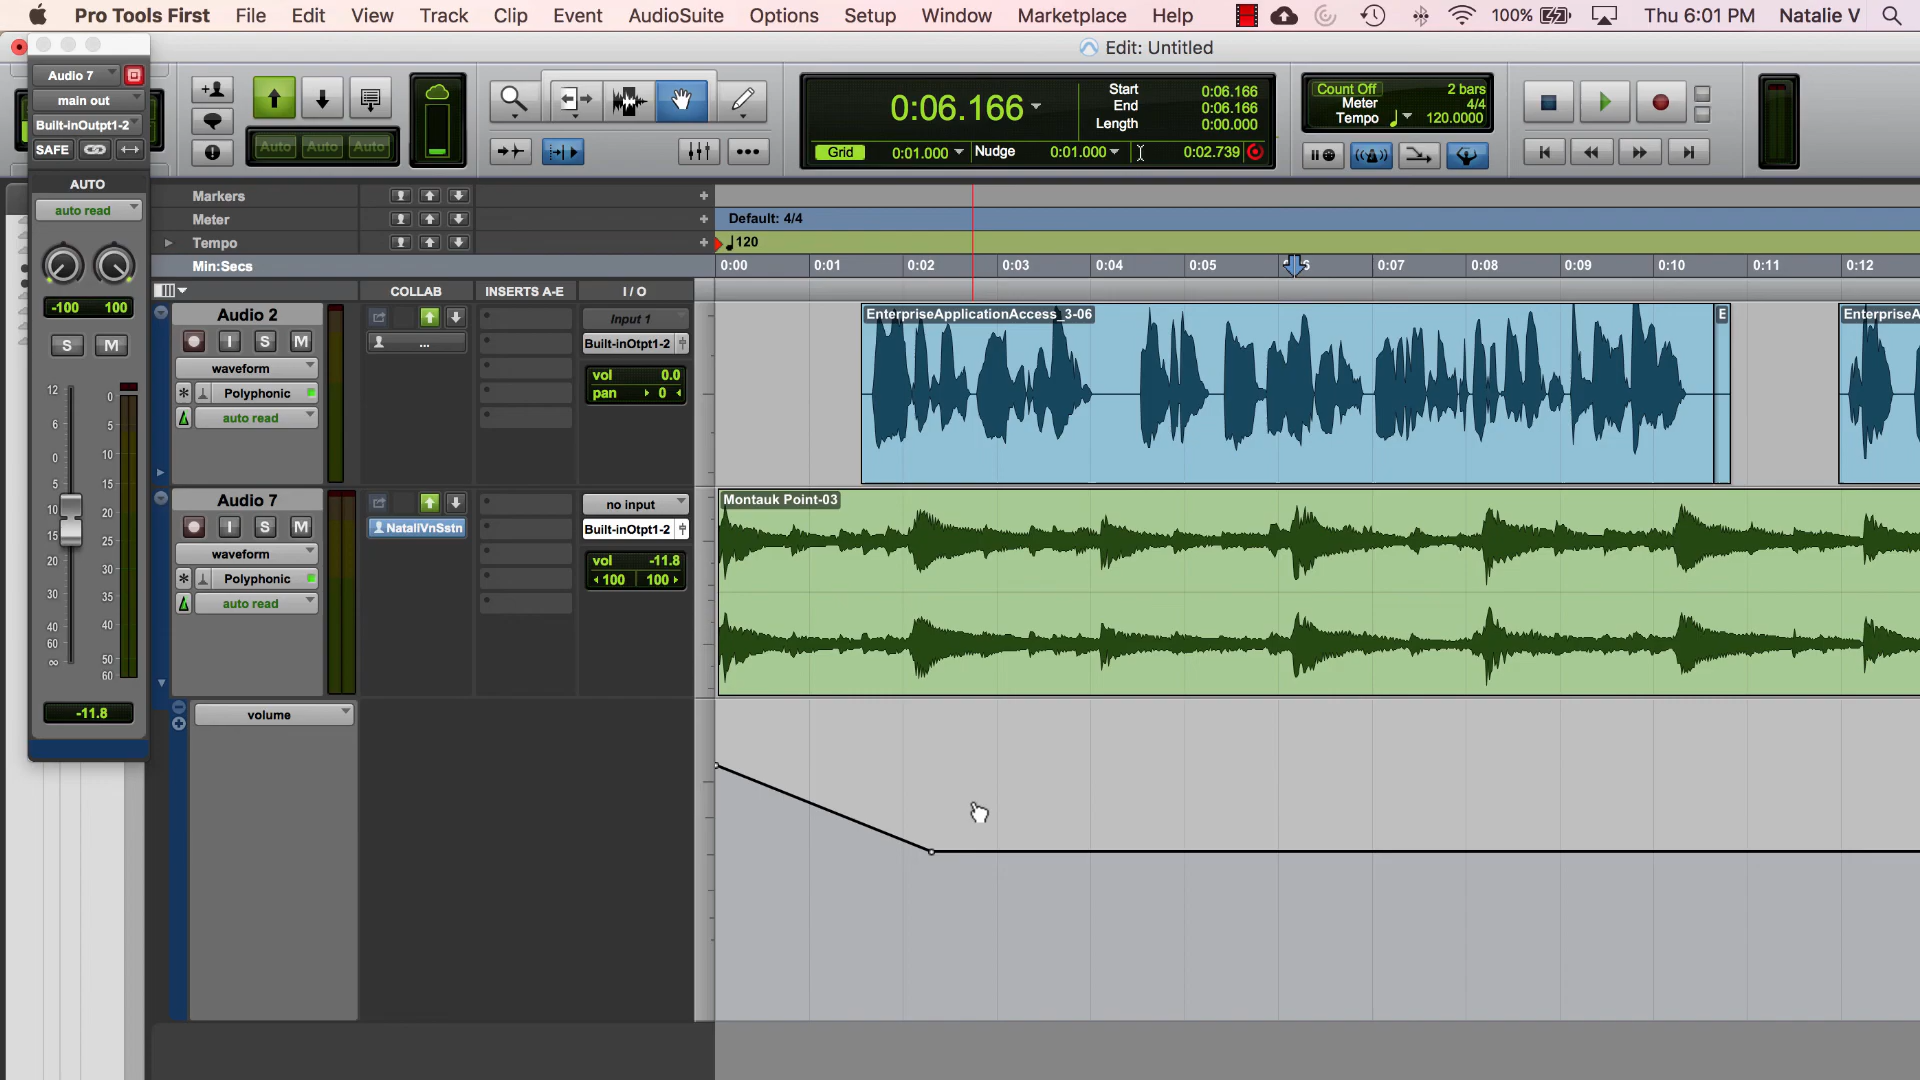 Pro Tools First File Edit View Track Clip Event AudioSuite Options Setup Window Marketplace Help 100% Thu 6:01 PM Natalie V
Edit: Untitled
Audio 7
main out
Built-inOutpt1-2
SAFE
AUTO
auto read
-100 100
S M
12
6
0
5
10
15
20
30
40
60
∞
0
5
10
15
20
25
30
35
40
50
60
-11.8
Auto Auto Auto
0:06.166
Start 0:06.166
End 0:06.166
Length 0:00.000
Grid 0:01.000 Nudge 0:01.000 0:02.739
Count Off 2 bars
Meter 4/4
Tempo 120.0000
Markers
Meter Default: 4/4
Tempo 120
Min:Secs 0:00 0:01 0:02 0:03 0:04 0:05 0:07 0:08 0:09 0:10 0:11 0:12
COLLAB INSERTS A-E I / O
Audio 2
I S M
waveform
Polyphonic
auto read
...
Input 1
Built-inOtpt1-2
vol 0.0
pan 0
EnterpriseApplicationAccess_3-06 E EnterpriseA
Audio 7
I S M
waveform
Polyphonic
auto read
NatalIVnSstn
no input
Built-inOtpt1-2
vol -11.8
100 100
Montauk Point-03
volume